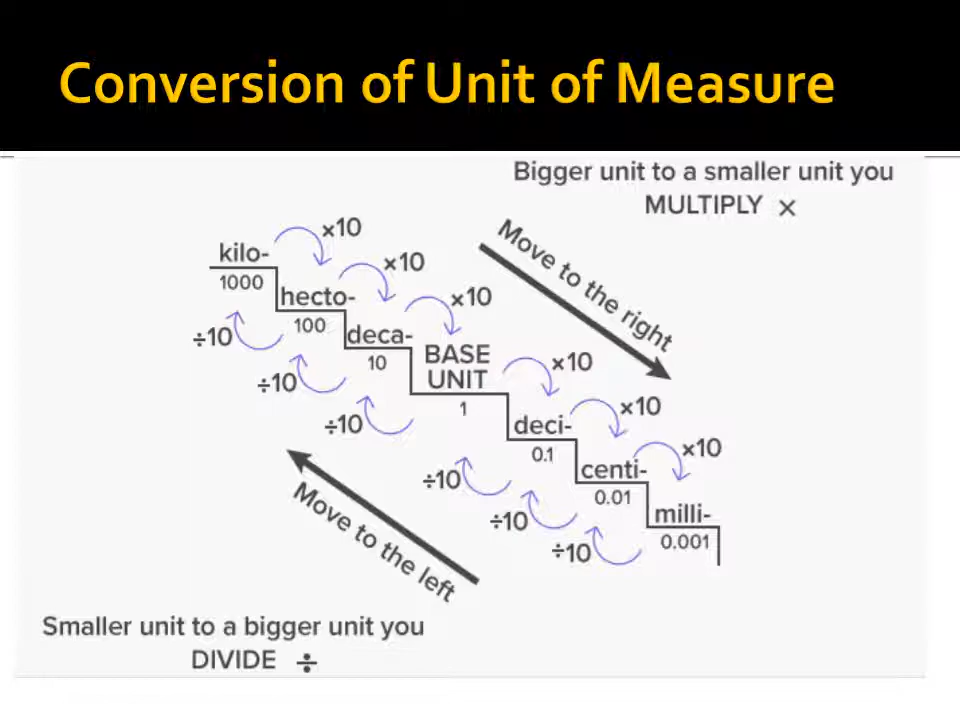 Conversion of Unit of Measure
Bigger unit to a smaller unit you
MULTIPLY ×
Move to the right
kilo-
1000
×10
hecto-
100
×10
deca-
10
×10
BASE
UNIT
1
×10
deci-
0.1
×10
centi-
0.01
×10
milli-
0.001
÷10
÷10
÷10
÷10
÷10
÷10
Move to the left
Smaller unit to a bigger unit you
DIVIDE ÷